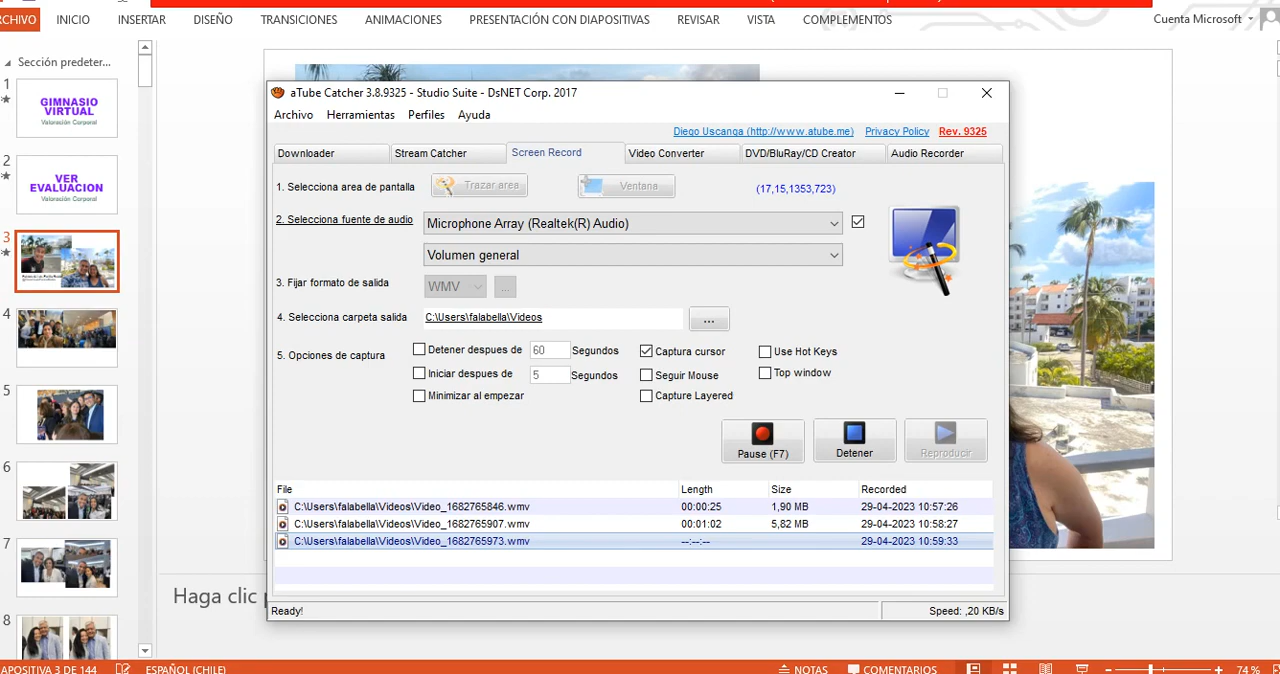 RCHIVO INICIO INSERTAR DISEÑO TRANSICIONES ANIMACIONES PRESENTACIÓN CON DIAPOSITIVAS REVISAR VISTA COMPLEMENTOS Cuenta Microsoft
Sección predeter...
1
GIMNASIO
VIRTUAL
Valoración Corporal
2
VER
EVALUACION
Valoración Corporal
3
4
5
6
7
8
aTube Catcher 3.8.9325 - Studio Suite - DsNET Corp. 2017
Archivo Herramientas Perfiles Ayuda
Diego Uscanga (http://www.atube.me) Privacy Policy Rev. 9325
Downloader Stream Catcher Screen Record Video Converter DVD/BluRay/CD Creator Audio Recorder
1. Selecciona area de pantalla Trazar area Ventana (17,15,1353,723)
2. Selecciona fuente de audio Microphone Array (Realtek(R) Audio)
Volumen general
3. Fijar formato de salida WMV ...
4. Selecciona carpeta salida C:\Users\falabella\Videos ...
5. Opciones de captura
Detener despues de 60 Segundos Captura cursor Use Hot Keys
Iniciar despues de 5 Segundos Seguir Mouse Top window
Minimizar al empezar Capture Layered
Pause (F7) Detener Reproducir
File Length Size Recorded
C:\Users\falabella\Videos\Video_1682765846.wmv 00:00:25 1,90 MB 29-04-2023 10:57:26
C:\Users\falabella\Videos\Video_1682765907.wmv 00:01:02 5,82 MB 29-04-2023 10:58:27
C:\Users\falabella\Videos\Video_1682765973.wmv --:--:-- 29-04-2023 10:59:33
Ready! Speed: ,20 KB/s
Haga clic
APOSITIVA 3 DE 144 ESPAÑOL (CHILE) NOTAS COMENTARIOS 74 %